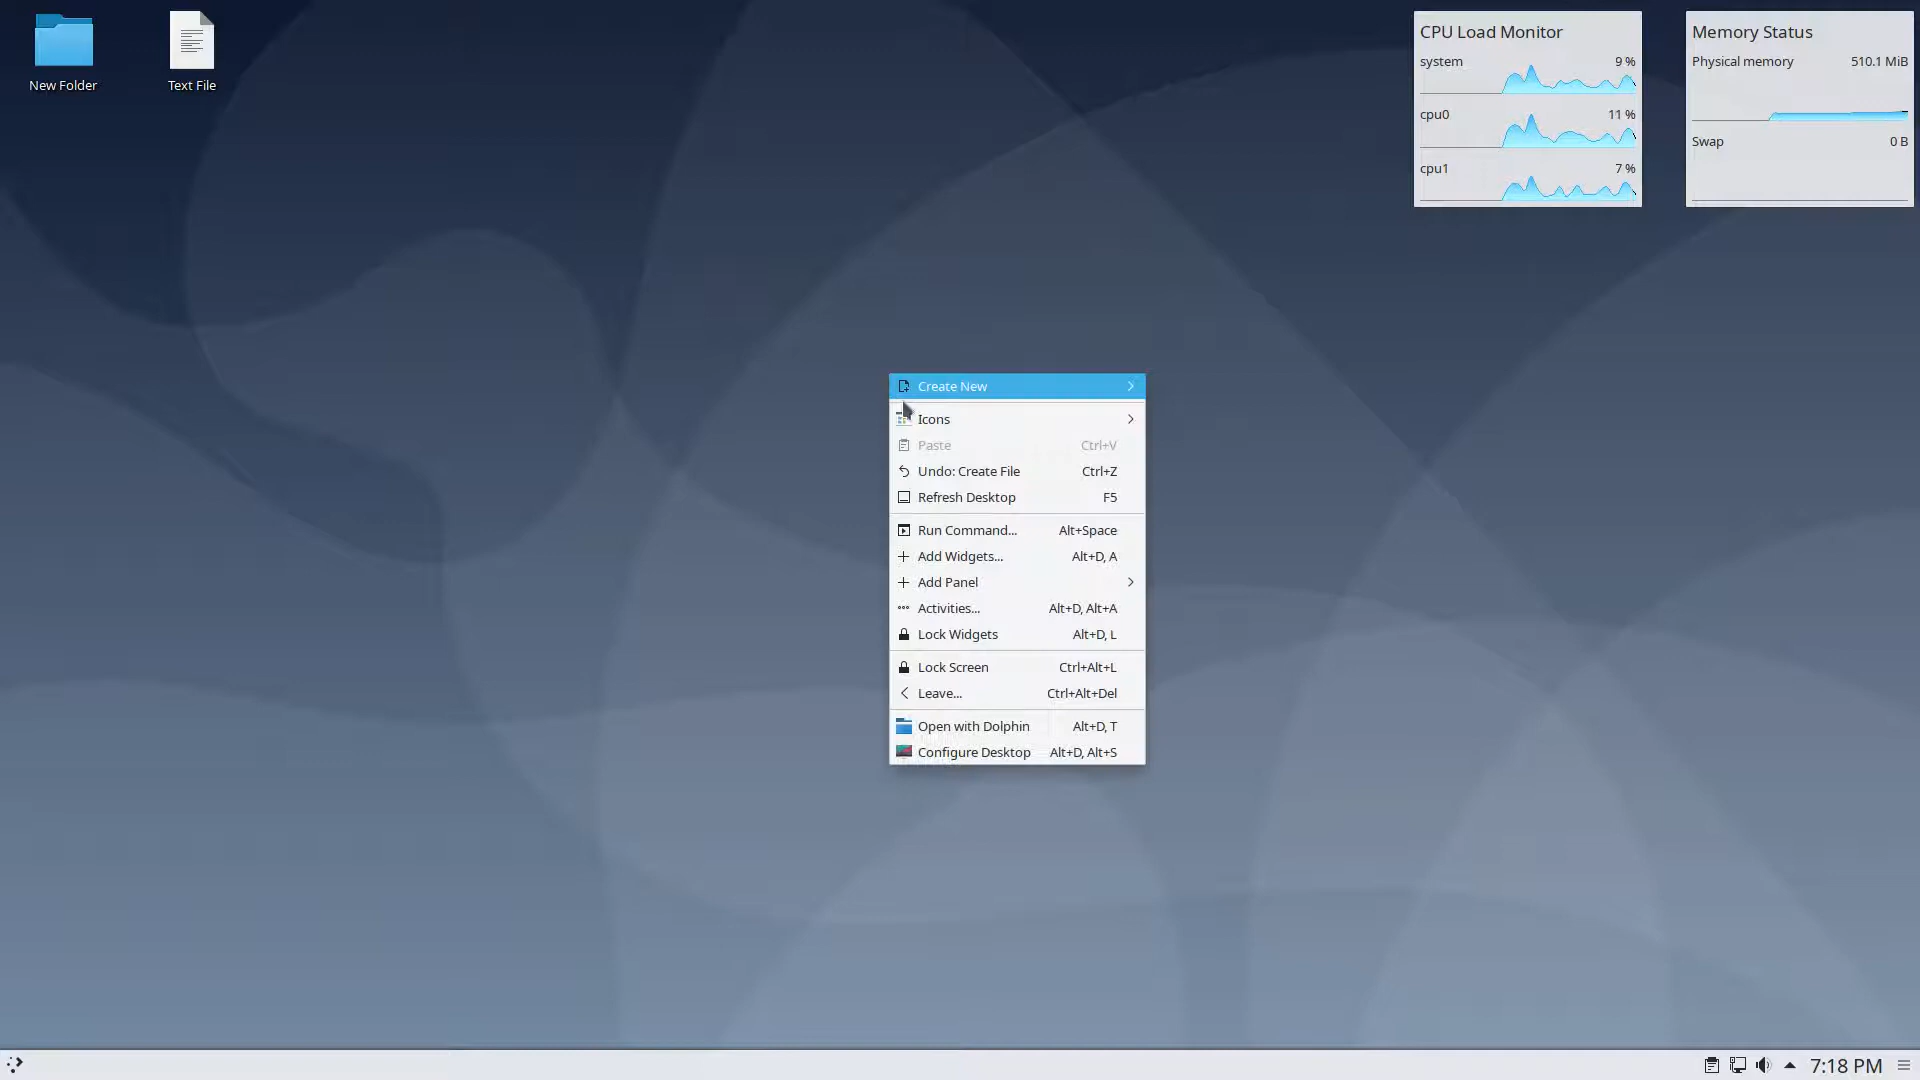 New Folder
Text File
CPU Load Monitor
system 9 %
cpu0 11 %
cpu1 7 %
Memory Status
Physical memory 510.1 MiB
Swap 0 B
Create New
Icons
Paste Ctrl+V
Undo: Create File Ctrl+Z
Refresh Desktop F5
Run Command... Alt+Space
Add Widgets... Alt+D, A
Add Panel
Activities... Alt+D, Alt+A
Lock Widgets Alt+D, L
Lock Screen Ctrl+Alt+L
Leave... Ctrl+Alt+Del
Open with Dolphin Alt+D, T
Configure Desktop Alt+D, Alt+S
7:18 PM